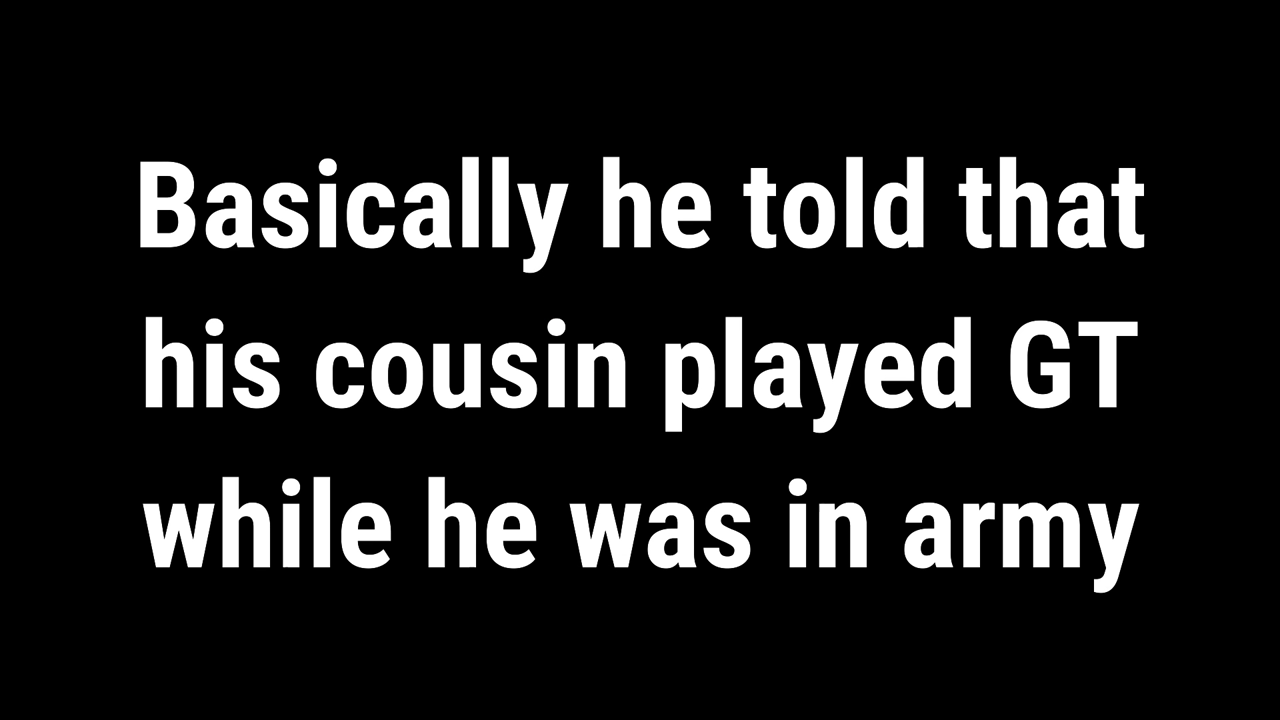 Basically he told that
his cousin played GT
while he was in army